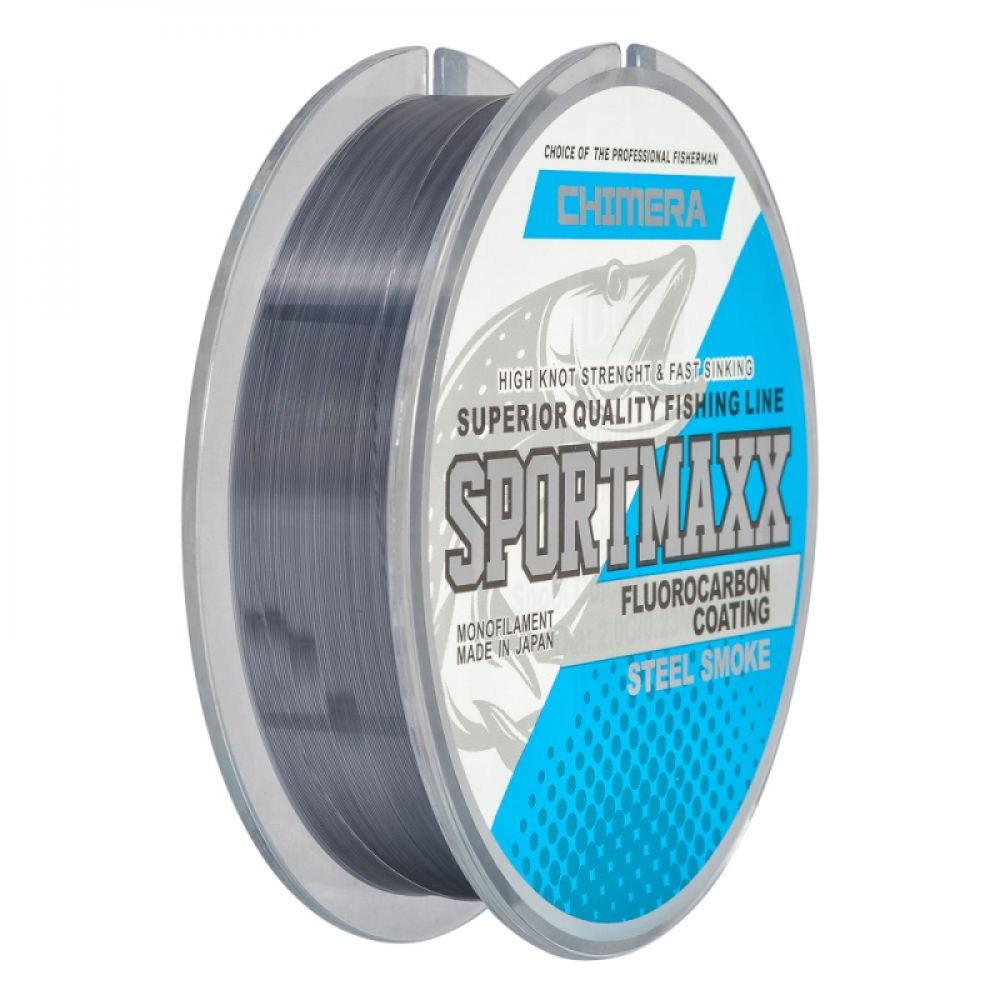 CHOICE OF THE PROFESSIONAL FISHERMAN
CHIMERA
HIGH KNOT STRENGHT & FAST SINKING
SUPERIOR QUALITY FISHING LINE
SPORTMAXX
FLUOROCARBON
COATING
MONOFILAMENT
MADE IN JAPAN
STEEL SMOKE